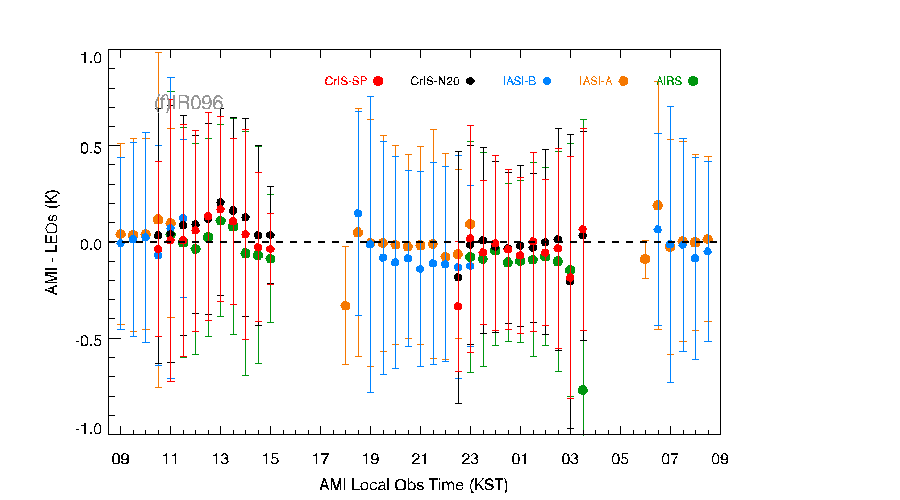 1.0
CrIS-SP CrIS-N20 IASI-B IASI-A AIRS
(f)IR096
0.5
AMI - LEOs (K)
0.0
-0.5
-1.0
09 11 13 15 17 19 21 23 01 03 05 07 09
AMI Local Obs Time (KST)